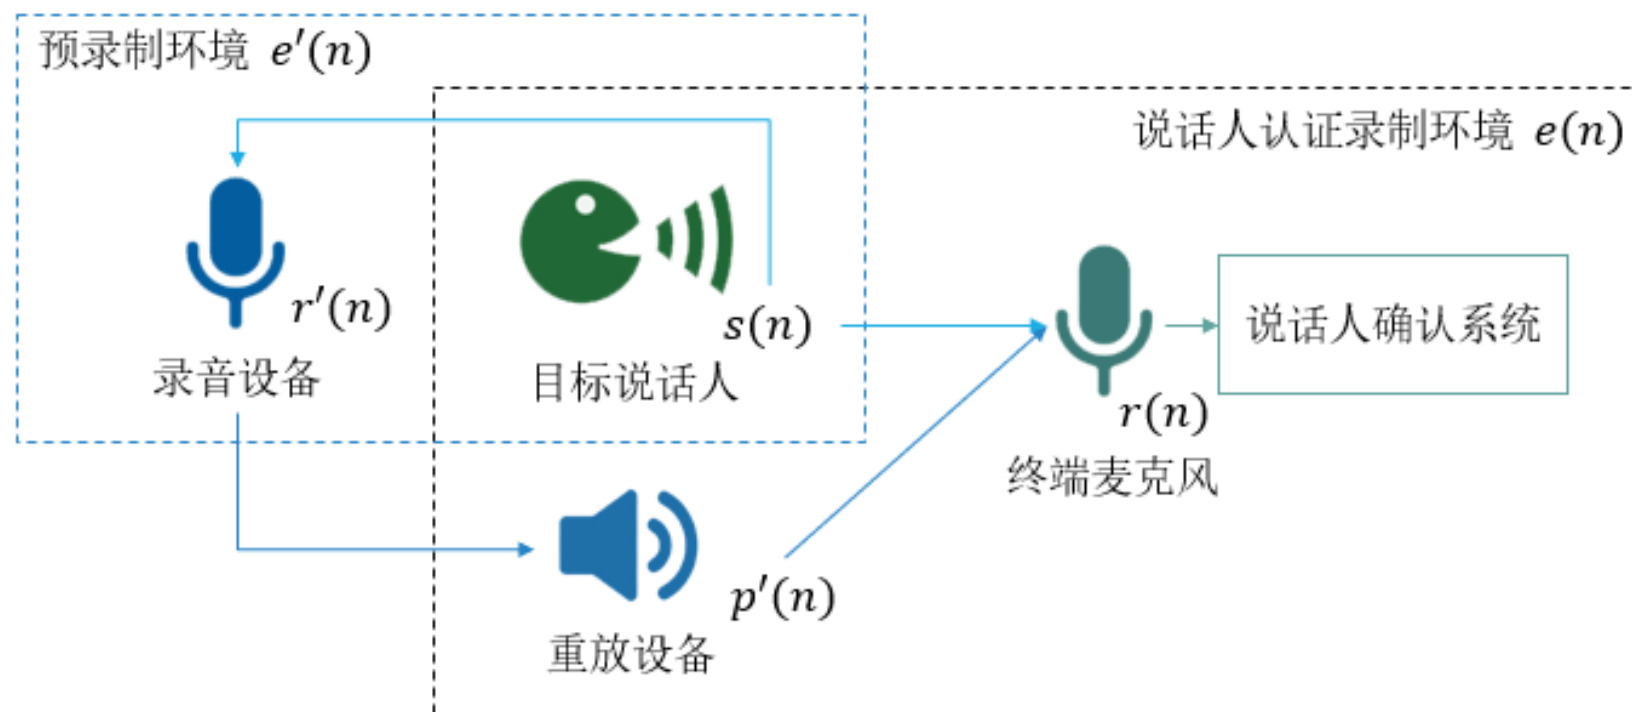 预录制环境 e′(n)
说话人认证录制环境 e(n)
r′(n)
录音设备
s(n)
目标说话人
说话人确认系统
r(n)
终端麦克风
p′(n)
重放设备